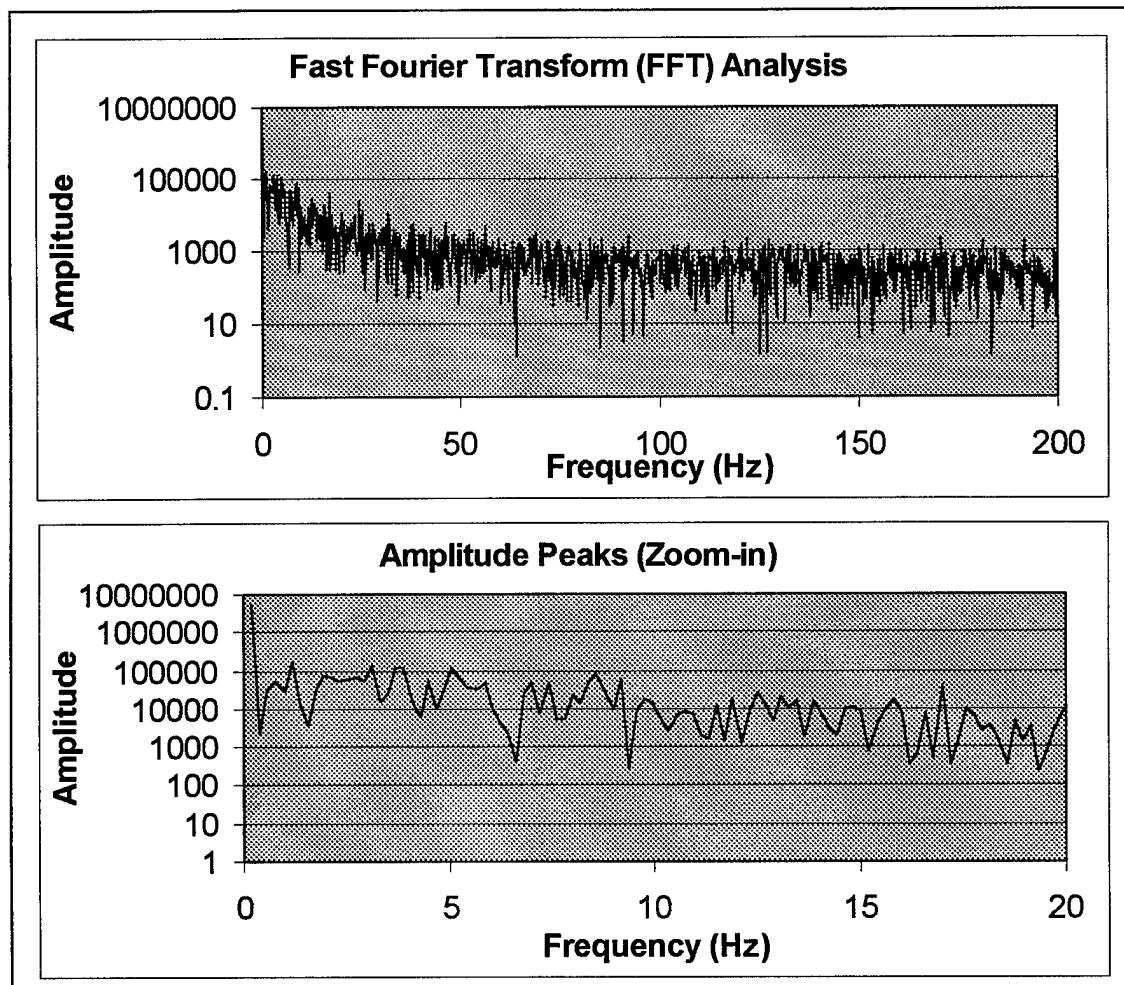 Fast Fourier Transform (FFT) Analysis
10000000
100000
1000
10
0.1
Amplitude
0 50 100 150 200
Frequency (Hz)
Amplitude Peaks (Zoom-in)
10000000
1000000
100000
10000
1000
100
10
1
Amplitude
0 5 10 15 20
Frequency (Hz)